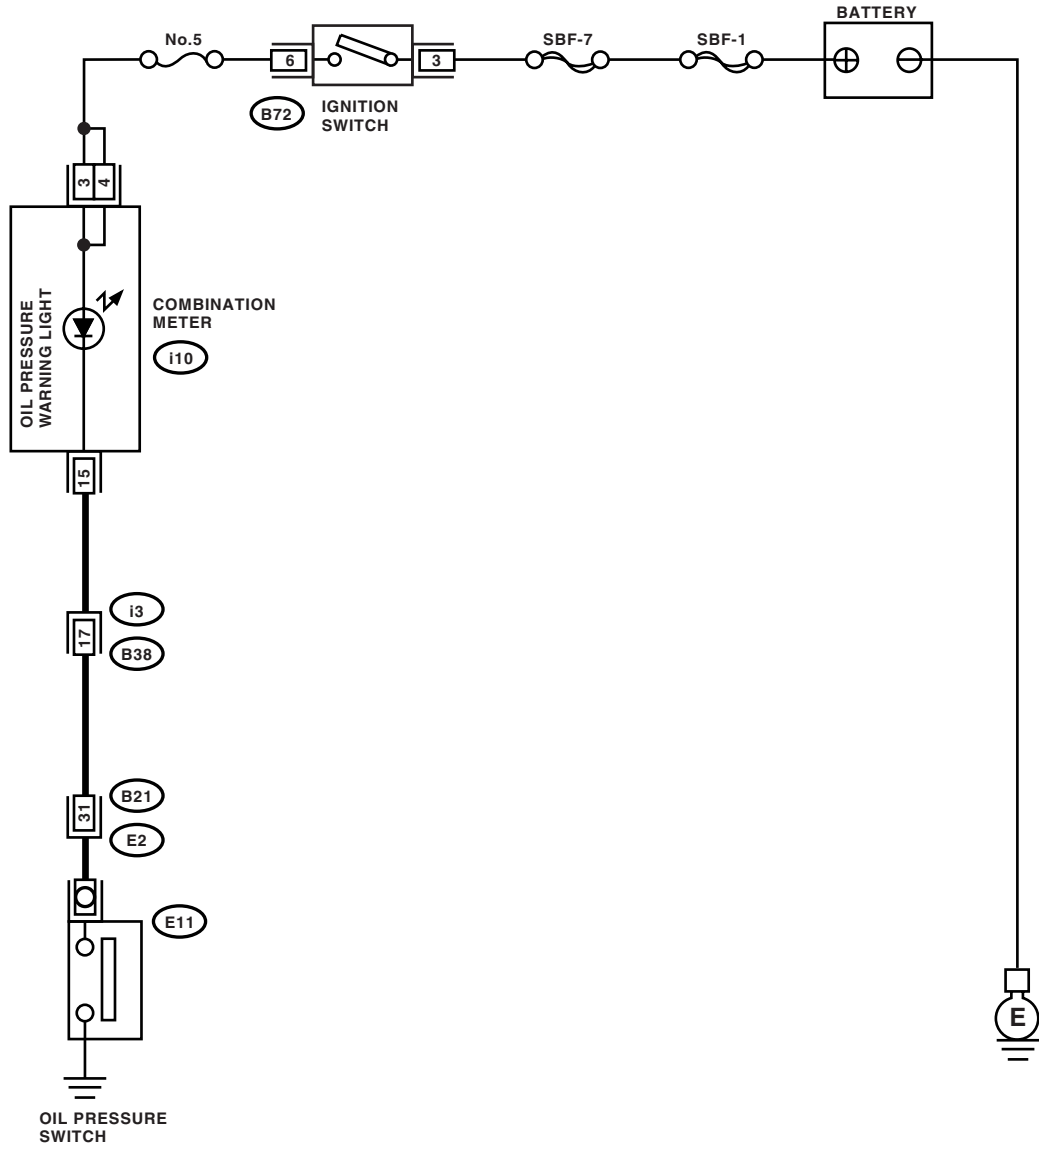 BATTERY
No.5
SBF-7
SBF-1
6
3
B72
IGNITION
SWITCH
3
4
OIL PRESSURE
WARNING LIGHT
COMBINATION
METER
i10
15
i3
17
B38
B21
31
E2
E11
E
OIL PRESSURE
SWITCH